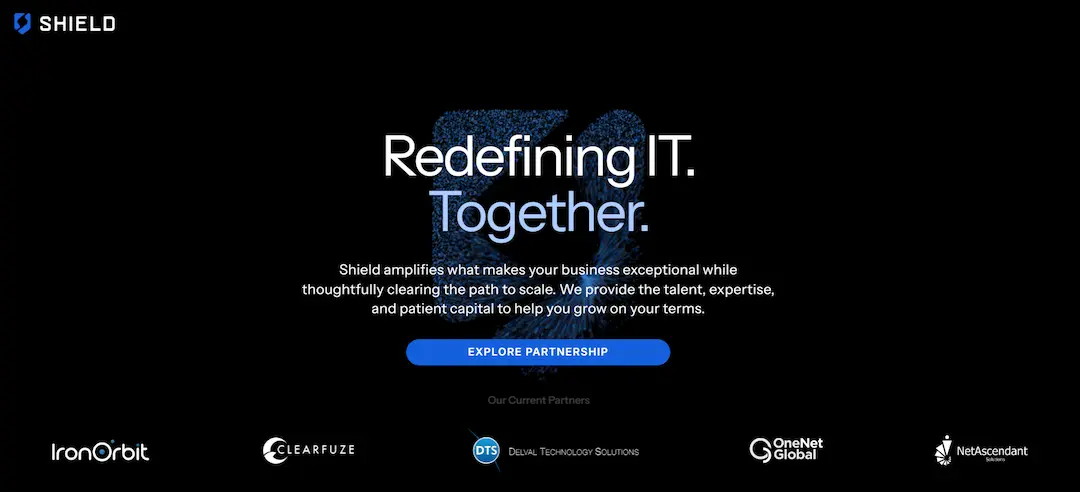 SHIELD
Redefining IT.
Together.
Shield amplifies what makes your business exceptional while
thoughtfully clearing the path to scale. We provide the talent, expertise,
and patient capital to help you grow on your terms.
EXPLORE PARTNERSHIP
Our Current Partners
IronOrbit
CLEARFUZE
DTS DELVAL TECHNOLOGY SOLUTIONS
OneNet
Global
NetAscendant
Solutions